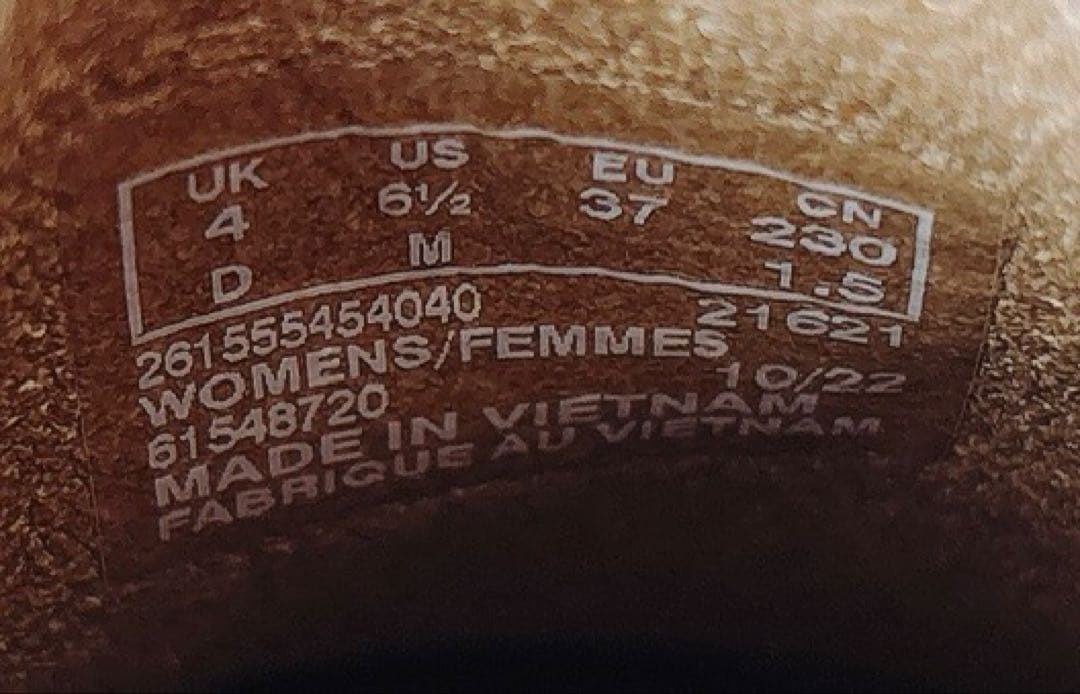 UK US EU CN
4 6½ 37 230
D M 1.5
261555454040 21621
WOMENS/FEMMES
61548720 10/22
MADE IN VIETNAM
FABRIQUE AU VIETNAM